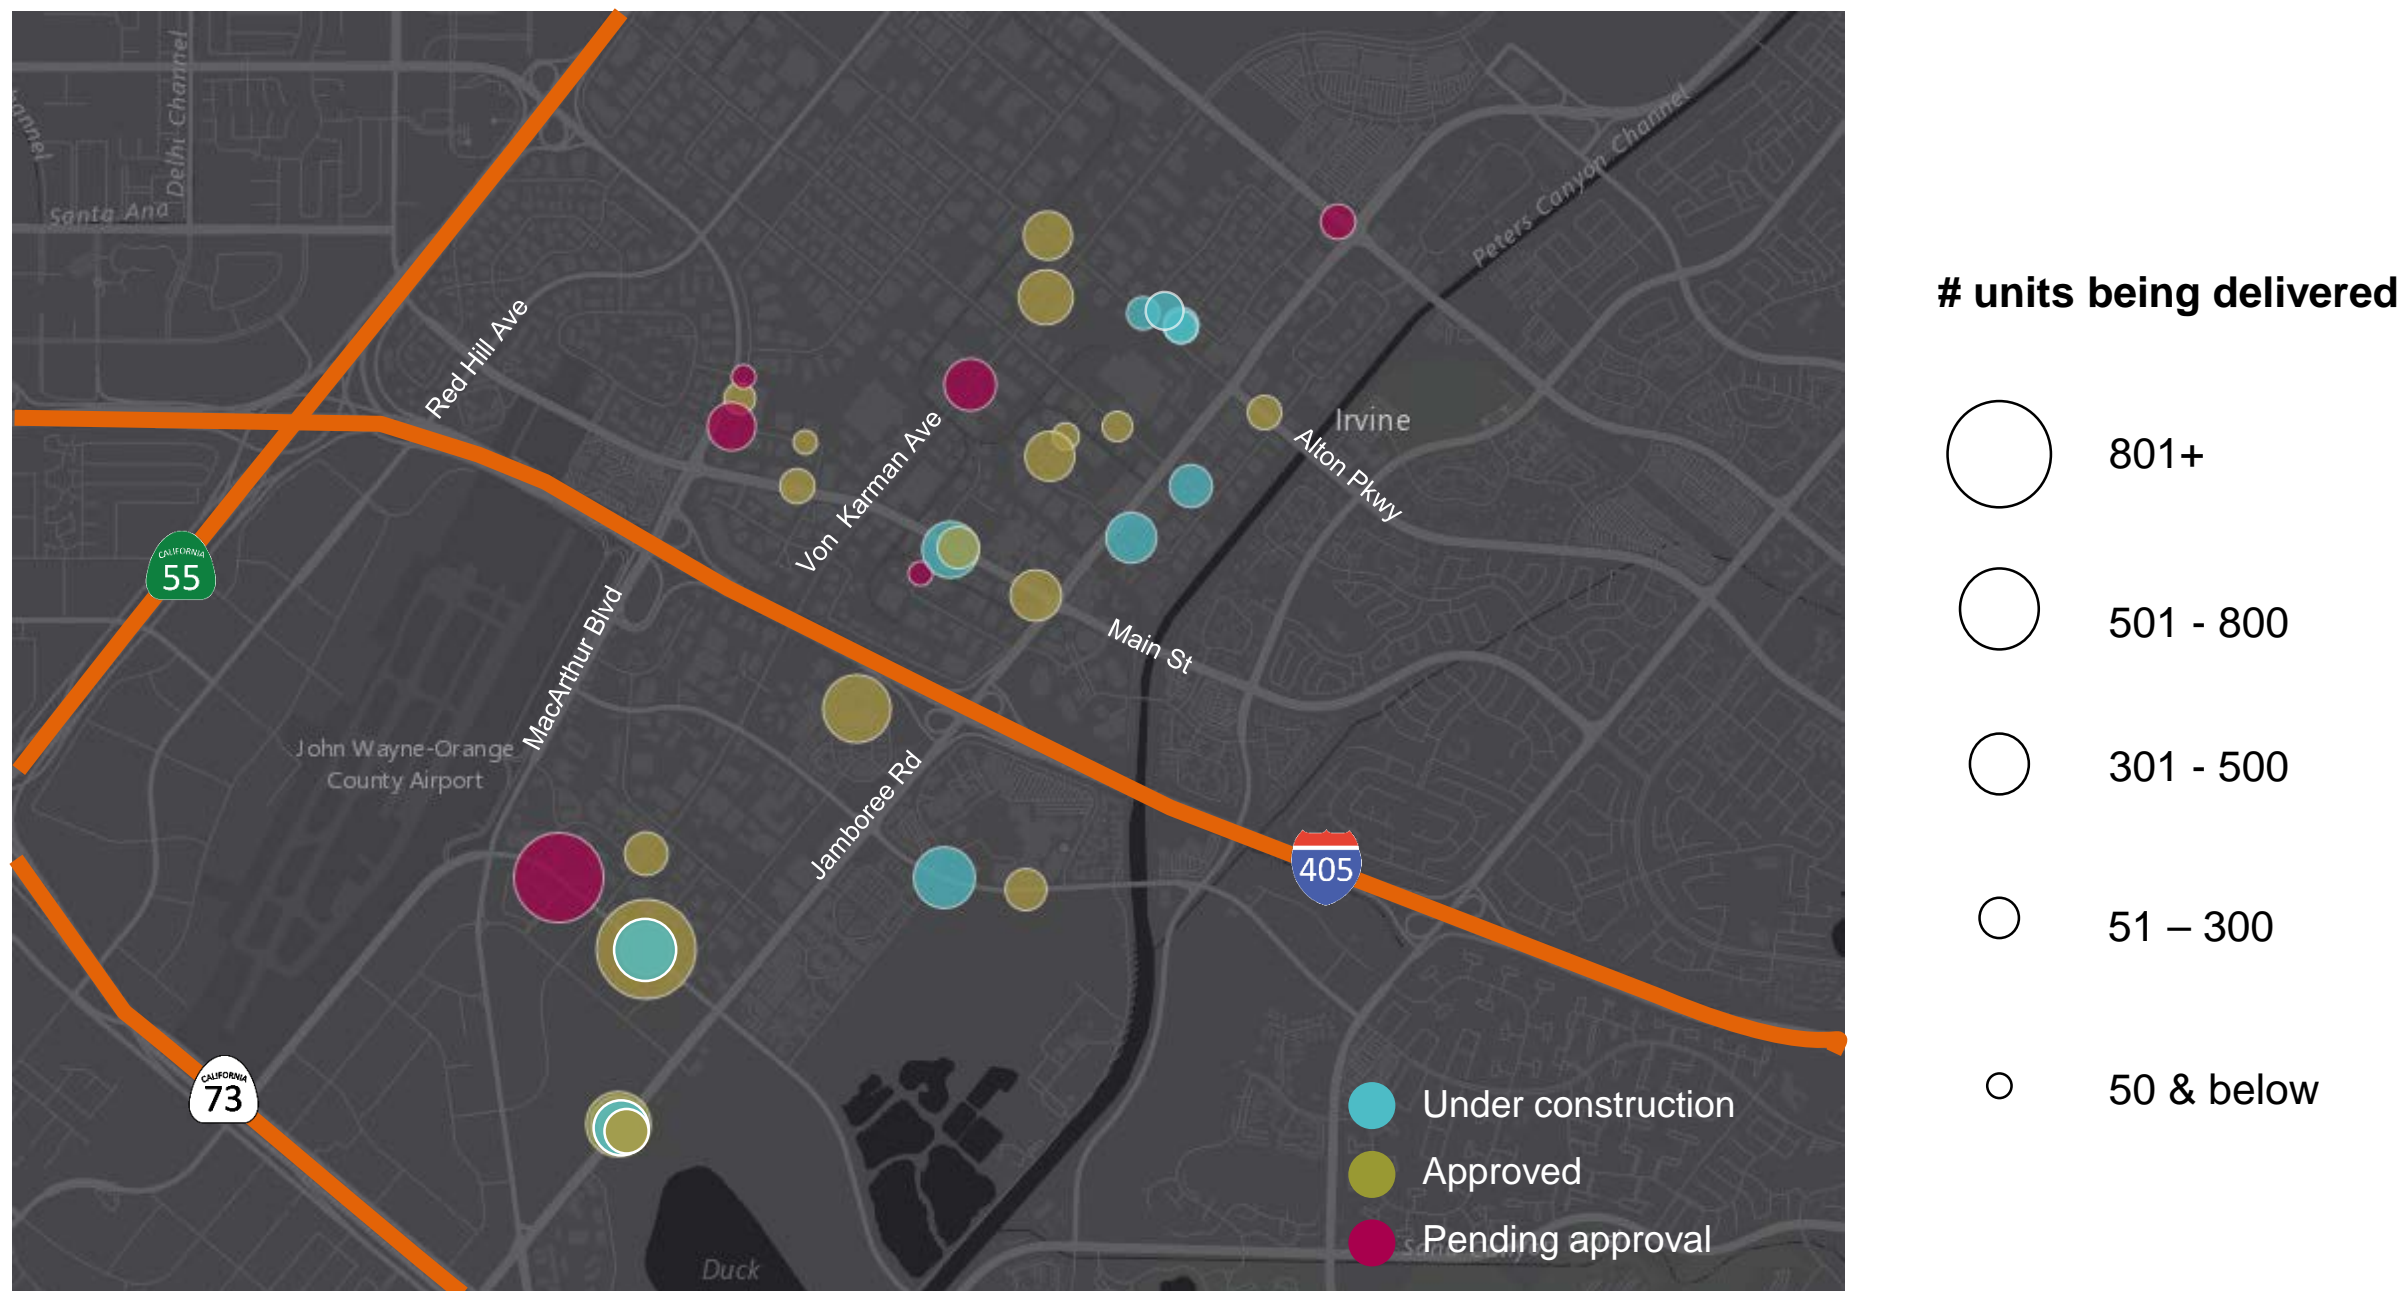 Delhi Channel
Santa Ana
Peters Canyon Channel
Red Hill Ave
Irvine
Von Karman Ave
Alton Pkwy
CALIFORNIA
55
MacArthur Blvd
Main St
John Wayne-Orange
County Airport
Jamboree Rd
405
CALIFORNIA
73
Duck
Under construction
Approved
Pending approval
# units being delivered
801+
501 - 800
301 - 500
51 – 300
50 & below